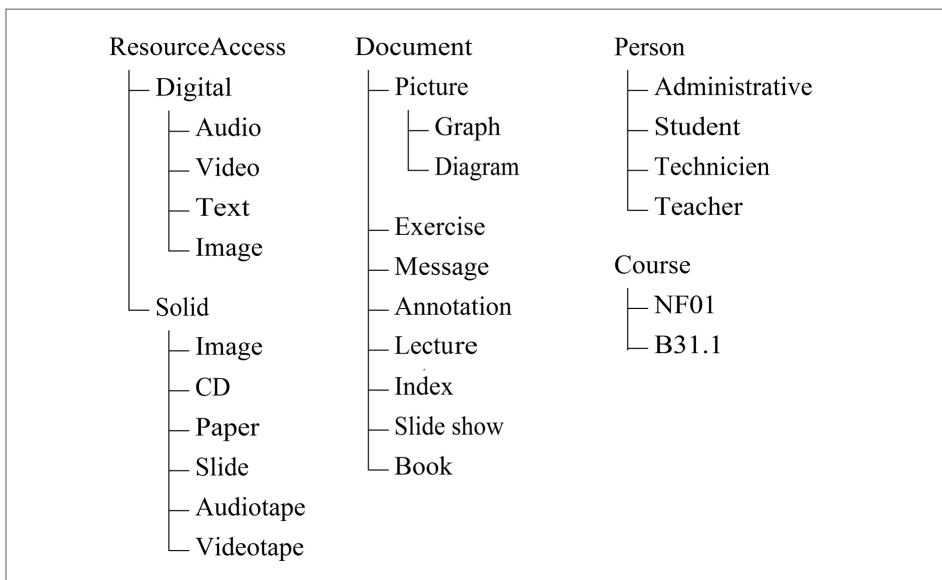 ResourceAccess
Digital
Audio
Video
Text
Image
Solid
Image
CD
Paper
Slide
Audiotape
Videotape
Document
Picture
Graph
Diagram
Exercise
Message
Annotation
Lecture
Index
Slide show
Book
Person
Administrative
Student
Technicien
Teacher
Course
NF01
B31.1